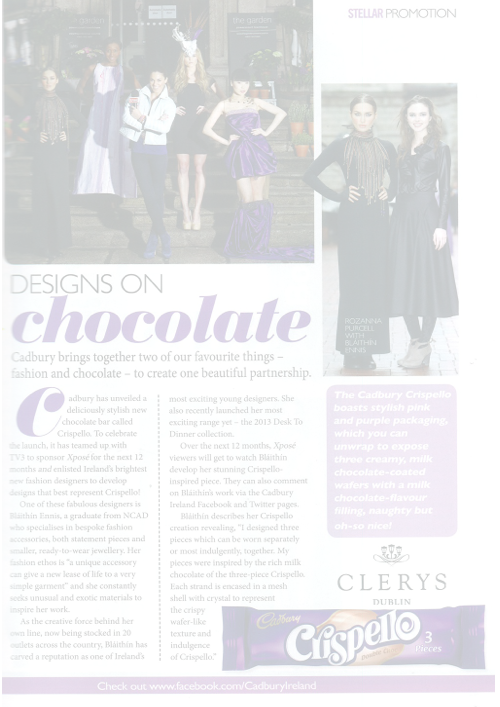 STELLAR PROMOTION
the garden
DESIGNS ON
chocolate
Cadbury brings together two of our favourite things –
fashion and chocolate – to create one beautiful partnership.
Cadbury has unveiled a
deliciously stylish new
chocolate bar called
Crispello. To celebrate
the launch, it has teamed up with
TV3 to sponsor Xposé for the next 12
months and enlisted Ireland's brightest
new fashion designers to develop
designs that best represent Crispello!
One of these fabulous designers is
Bláithín Ennis, a graduate from NCAD
who specialises in bespoke fashion
accessories, both statement pieces and
smaller, ready-to-wear jewellery. Her
fashion ethos is "a unique accessory
can give a new lease of life to a very
simple garment" and she constantly
seeks unusual and exotic materials to
inspire her work.
As the creative force behind her
own line, now being stocked in 20
outlets across the country, Bláithín has
carved a reputation as one of Ireland's
most exciting young designers. She
also recently launched her most
exciting range yet – the 2013 Desk To
Dinner collection.
Over the next 12 months, Xposé
viewers will get to watch Bláithín
develop her stunning Crispello-
inspired piece. They can also comment
on Bláithín's work via the Cadbury
Ireland Facebook and Twitter pages.
Bláithín describes her Crispello
creation revealing, "I designed three
pieces which can be worn separately
or most indulgently, together. My
pieces were inspired by the rich milk
chocolate of the three-piece Crispello.
Each strand is encased in a mesh
shell with crystal to represent
the crispy
wafer-like
texture and
indulgence
of Crispello."
ROZANNA
PURCELL
WITH
BLAITHIN
ENNIS
The Cadbury Crispello
boasts stylish pink
and purple packaging,
which you can
unwrap to expose
three creamy, milk
chocolate-coated
wafers with a milk
chocolate-flavour
filling, naughty but
oh-so nice!
CLERYS
DUBLIN
Cadbury
Crispello
3
Pieces
Check out www.facebook.com/CadburyIreland